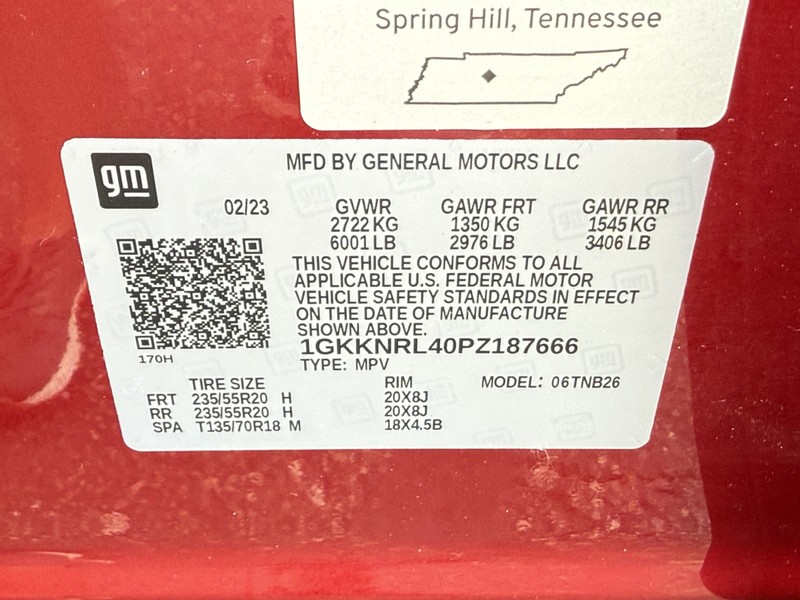 Spring Hill, Tennessee
gm
MFD BY GENERAL MOTORS LLC
02/23 GVWR GAWR FRT GAWR RR
2722 KG 1350 KG 1545 KG
6001 LB 2976 LB 3406 LB
THIS VEHICLE CONFORMS TO ALL
APPLICABLE U.S. FEDERAL MOTOR
VEHICLE SAFETY STANDARDS IN EFFECT
ON THE DATE OF MANUFACTURE
SHOWN ABOVE.
170H
1GKKNRL40PZ187666
TYPE: MPV
TIRE SIZE RIM MODEL: 06TNB26
FRT 235/55R20 H 20X8J
RR 235/55R20 H 20X8J
SPA T135/70R18 M 18X4.5B